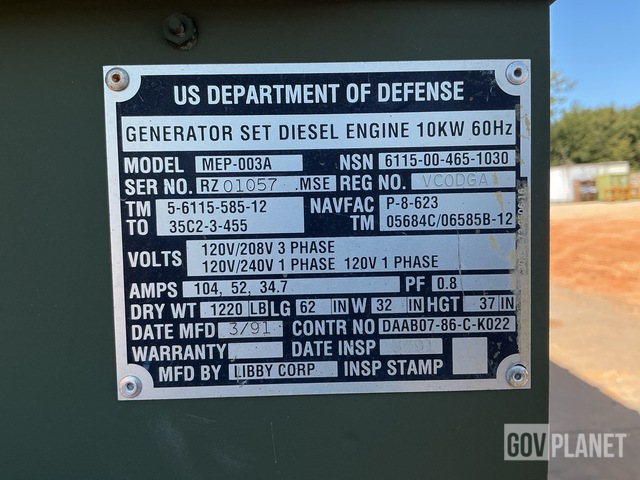 US DEPARTMENT OF DEFENSE
GENERATOR SET DIESEL ENGINE 10KW 60Hz
MODEL MEP-003A NSN 6115-00-465-1030
SER NO. RZ 01057 .MSE REG NO. VC0DGA
TM 5-6115-585-12 NAVFAC P-8-623
TO 35C2-3-455 TM 05684C/06585B-12
VOLTS 120V/208V 3 PHASE
120V/240V 1 PHASE 120V 1 PHASE
AMPS 104, 52, 34.7 PF 0.8
DRY WT 1220 LB LG 62 IN W 32 IN HGT 37 IN
DATE MFD 3/91 CONTR NO DAAB07-86-C-K022
WARRANTY DATE INSP
MFD BY LIBBY CORP INSP STAMP
GOVPLANET